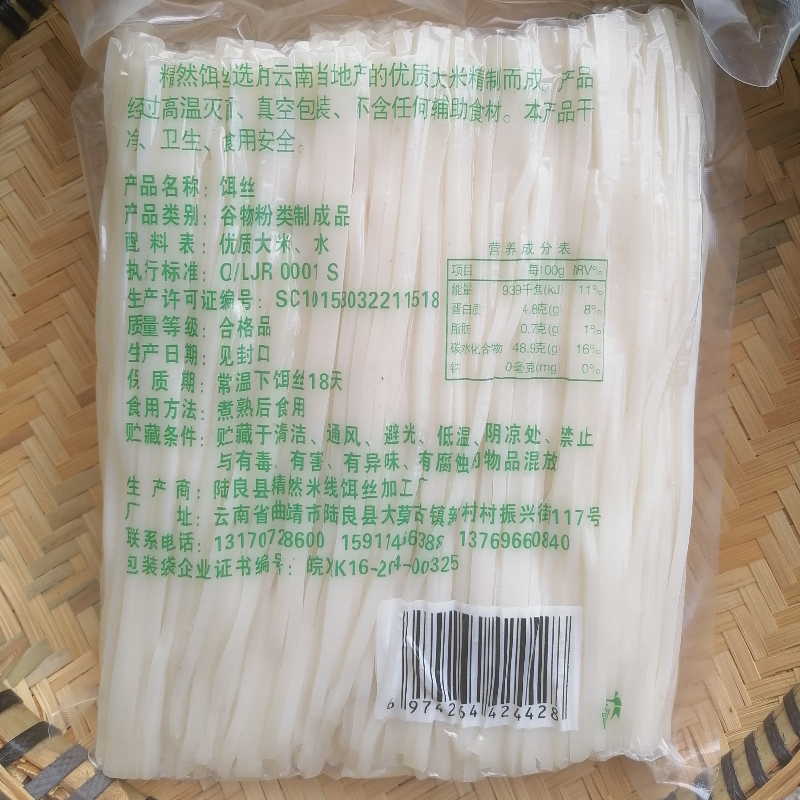 精然饵丝选用云南当地产的优质大米精制而成。产品
经过高温灭菌、真空包装、不含任何辅助食材。本产品干
净、卫生、食用安全。
产品名称：饵丝
产品类别：谷物粉类制成品
配料表：优质大米、水
执行标准：Q/LJR 0001 S
生产许可证编号：SC10153032211518
质量等级：合格品
生产日期：见封口
保质期：常温下饵丝18天
食用方法：煮熟后食用
贮藏条件：贮藏于清洁、通风、避光、低温、阴凉处、禁止
与有毒、有害、有异味、有腐蚀的物品混放
生产商：陆良县精然米线饵丝加工厂
厂址：云南省曲靖市陆良县大莫古镇新村村振兴街117号
联系电话：13170728600 13769660840
包装袋企业证书编号：皖XK16-204-00325
营养成分表
项目 每100g NRV%
能量 939千焦(kJ) 11%
蛋白质 4.8克(g) 8%
脂肪 0.7克(g) 1%
碳水化合物 48.9克(g) 16%
钠 0毫克(mg) 0%
6 974264 424428